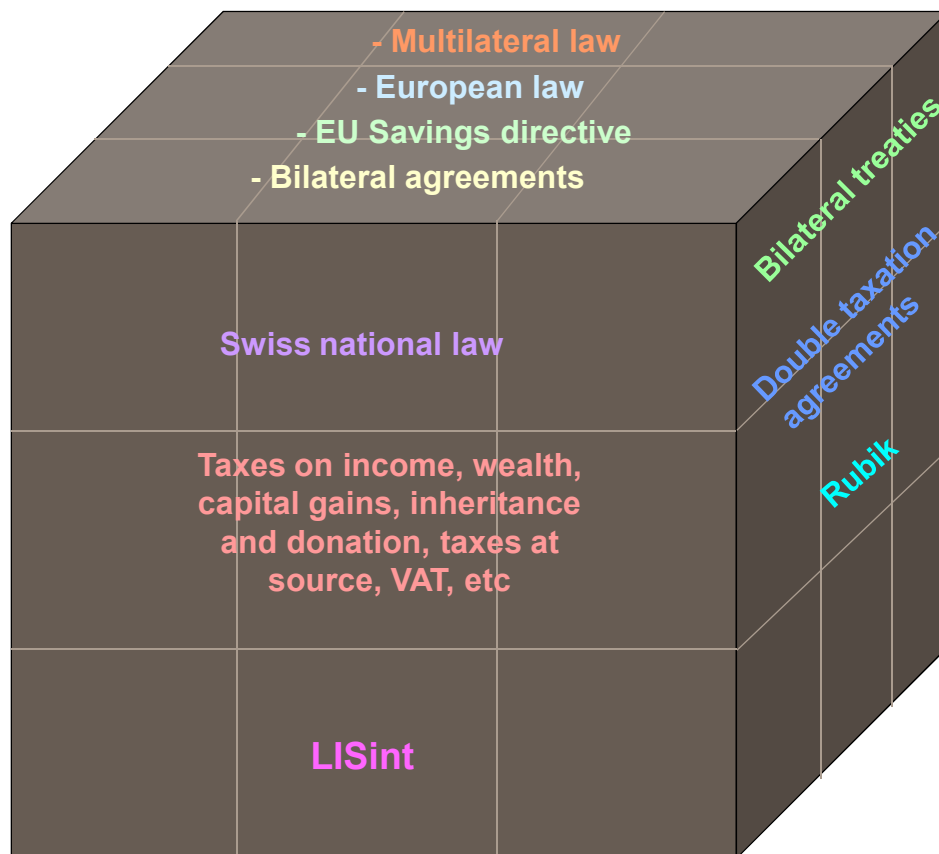 - Multilateral law
- European law
- EU Savings directive
- Bilateral agreements
Swiss national law
Taxes on income, wealth,
capital gains, inheritance
and donation, taxes at
source, VAT, etc
LISint
Bilateral treaties
Double taxation
agreements
Rubik